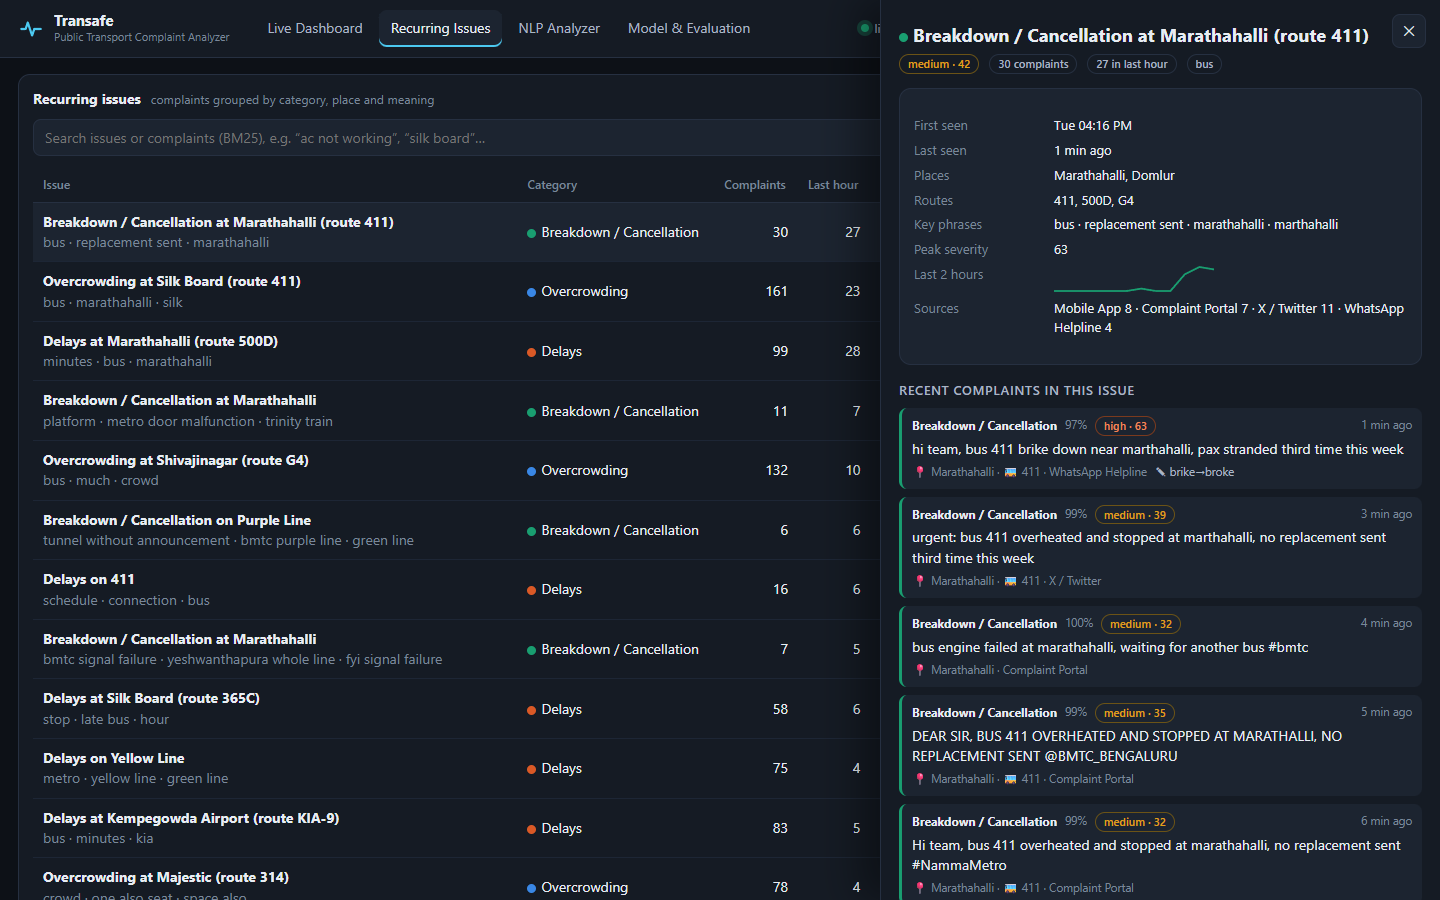 Transafe
Public Transport Complaint Analyzer
Live Dashboard
Recurring Issues
NLP Analyzer
Model & Evaluation
Recurring issues complaints grouped by category, place and meaning
Search issues or complaints (BM25), e.g. “ac not working”, “silk board”...
Issue Category Complaints Last hour
Breakdown / Cancellation at Marathahalli (route 411)
bus · replacement sent · marathahalli
Breakdown / Cancellation 30 27
Overcrowding at Silk Board (route 411)
bus · marathahalli · silk
Overcrowding 161 23
Delays at Marathahalli (route 500D)
minutes · bus · marathahalli
Delays 99 28
Breakdown / Cancellation at Marathahalli
platform · metro door malfunction · trinity train
Breakdown / Cancellation 11 7
Overcrowding at Shivajinagar (route G4)
bus · much · crowd
Overcrowding 132 10
Breakdown / Cancellation on Purple Line
tunnel without announcement · bmtc purple line · green line
Breakdown / Cancellation 6 6
Delays on 411
schedule · connection · bus
Delays 16 6
Breakdown / Cancellation at Marathahalli
bmtc signal failure · yeshwanthapura whole line · fyi signal failure
Breakdown / Cancellation 7 5
Delays at Silk Board (route 365C)
stop · late bus · hour
Delays 58 6
Delays on Yellow Line
metro · yellow line · green line
Delays 75 4
Delays at Kempegowda Airport (route KIA-9)
bus · minutes · kia
Delays 83 5
Overcrowding at Majestic (route 314)
crowd · one also seat · space also
Overcrowding 78 4
Breakdown / Cancellation at Marathahalli (route 411)
medium · 42 30 complaints 27 in last hour bus
First seen Tue 04:16 PM
Last seen 1 min ago
Places Marathahalli, Domlur
Routes 411, 500D, G4
Key phrases bus · replacement sent · marathahalli · marthahalli
Peak severity 63
Last 2 hours
Sources Mobile App 8 · Complaint Portal 7 · X / Twitter 11 · WhatsApp
Helpline 4
RECENT COMPLAINTS IN THIS ISSUE
Breakdown / Cancellation 97% high · 63 1 min ago
hi team, bus 411 brike down near marthahalli, pax stranded third time this week
Marathahalli · 411 · WhatsApp Helpline brike→broke
Breakdown / Cancellation 99% medium · 39 3 min ago
urgent: bus 411 overheated and stopped at marthahalli, no replacement sent
third time this week
Marathahalli · 411 · X / Twitter
Breakdown / Cancellation 100% medium · 32 4 min ago
bus engine failed at marathahalli, waiting for another bus #bmtc
Marathahalli · Complaint Portal
Breakdown / Cancellation 99% medium · 35 5 min ago
DEAR SIR, BUS 411 OVERHEATED AND STOPPED AT MARATHALLI, NO
REPLACEMENT SENT @BMTC_BENGALURU
Marathahalli · 411 · Complaint Portal
Breakdown / Cancellation 99% medium · 32 6 min ago
Hi team, bus 411 overheated and stopped at marathahalli, no replacement sent
#NammaMetro
Marathahalli · 411 · Complaint Portal